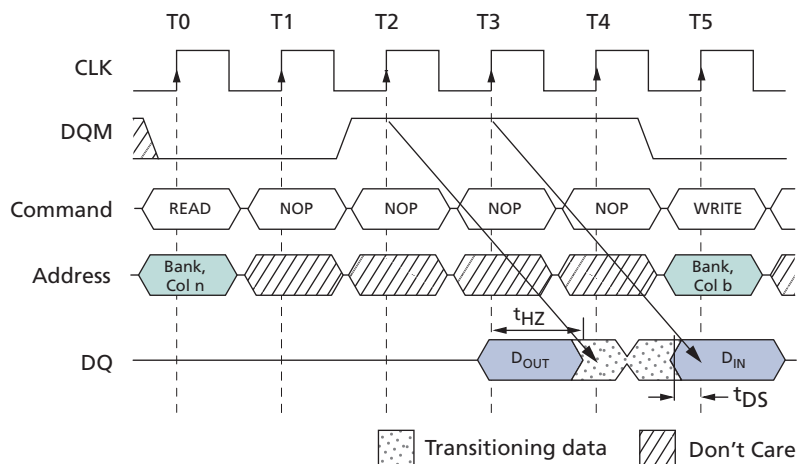 T0 T1 T2 T3 T4 T5
CLK
DQM
Command READ NOP NOP NOP NOP WRITE
Address Bank, Col n Bank, Col b
tHZ
DQ DOUT DIN
tDS
Transitioning data Don't Care